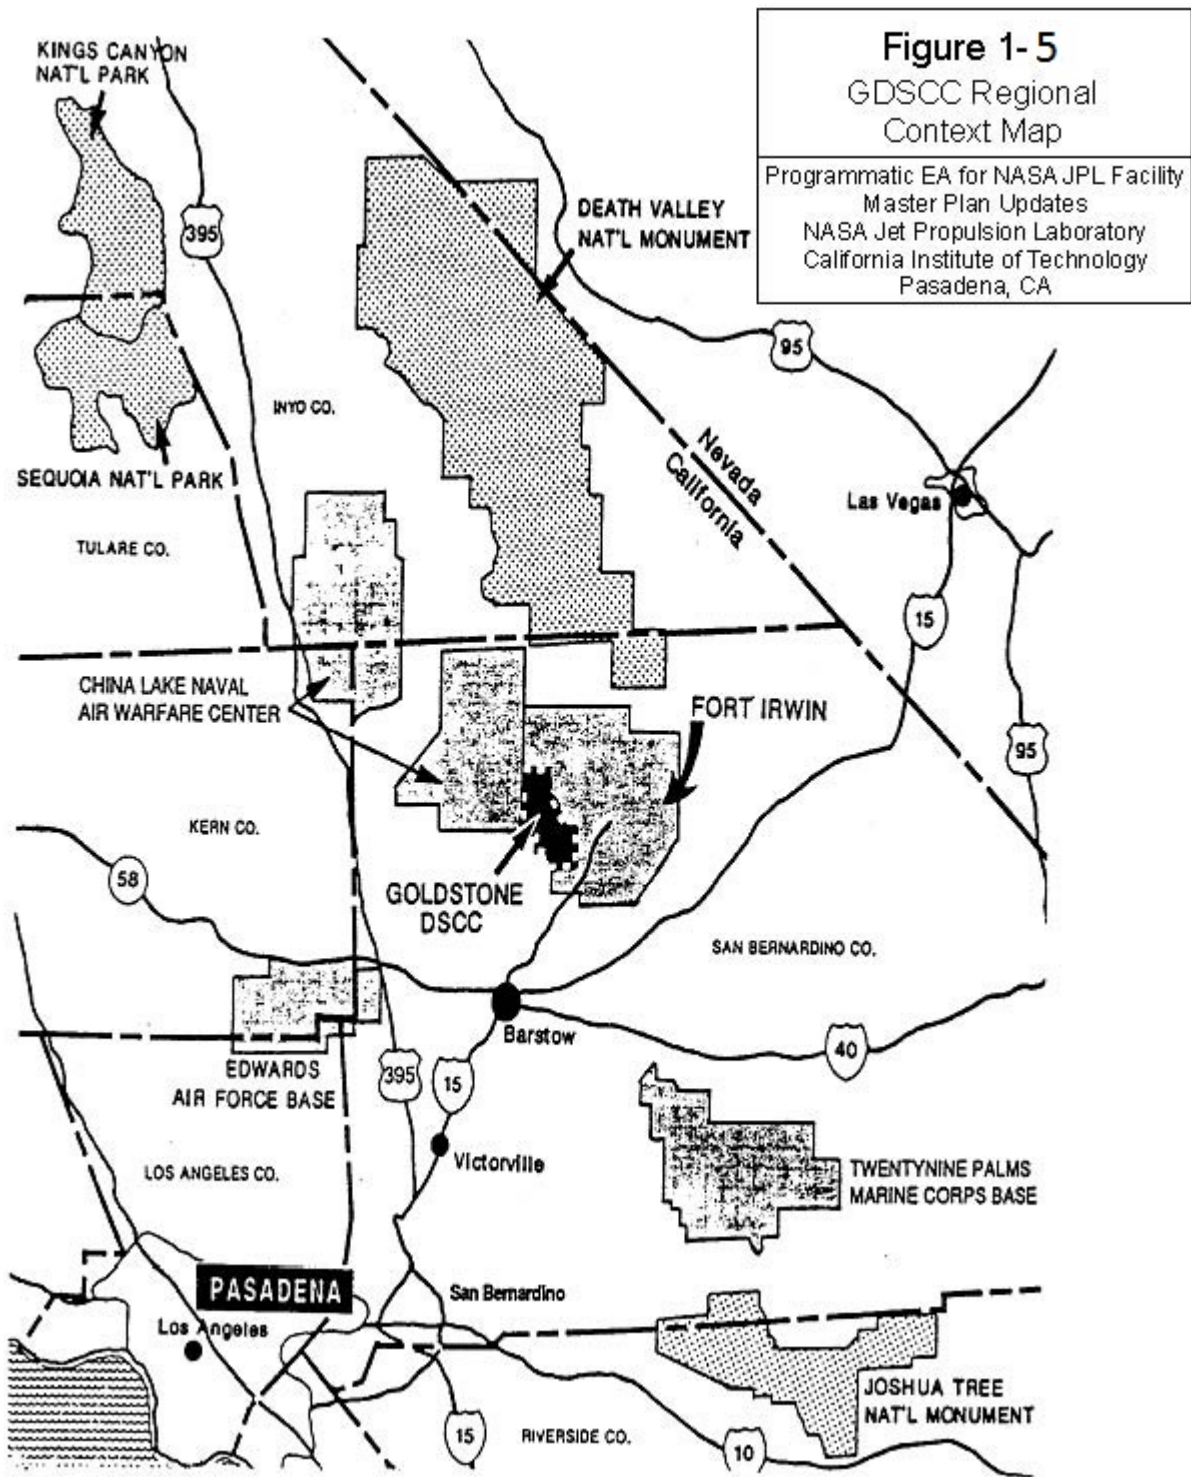 Figure 1-5
GDSCC Regional
Context Map
Programmatic EA for NASA JPL Facility
Master Plan Updates
NASA Jet Propulsion Laboratory
California Institute of Technology
Pasadena, CA
KINGS CANYON
NAT'L PARK
395
DEATH VALLEY
NAT'L MONUMENT
95
INYO CO.
Nevada
California
SEQUOIA NAT'L PARK
Las Vegas
TULARE CO.
15
CHINA LAKE NAVAL
AIR WARFARE CENTER
FORT IRWIN
95
KERN CO.
58
GOLDSTONE
DSCC
SAN BERNARDINO CO.
Barstow
40
EDWARDS
AIR FORCE BASE
395
15
Victorville
LOS ANGELES CO.
TWENTYNINE PALMS
MARINE CORPS BASE
PASADENA
San Bernardino
Los Angeles
JOSHUA TREE
NAT'L MONUMENT
15
RIVERSIDE CO.
10